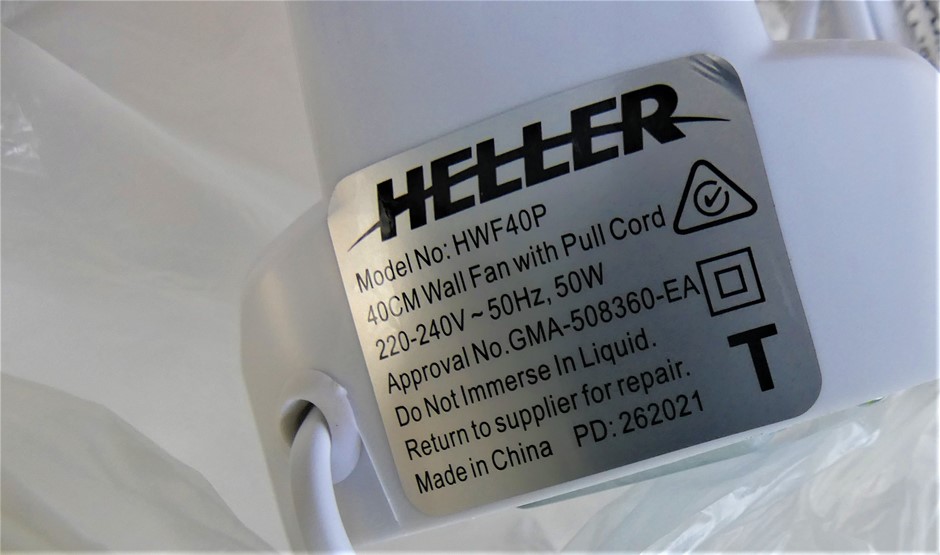 HELLER
Model No: HWF40P
40CM Wall Fan with Pull Cord
220-240V ~ 50Hz, 50W
Approval No.GMA-508360-EA
Do Not Immerse In Liquid.
Return to supplier for repair.
Made in China PD: 262021
T